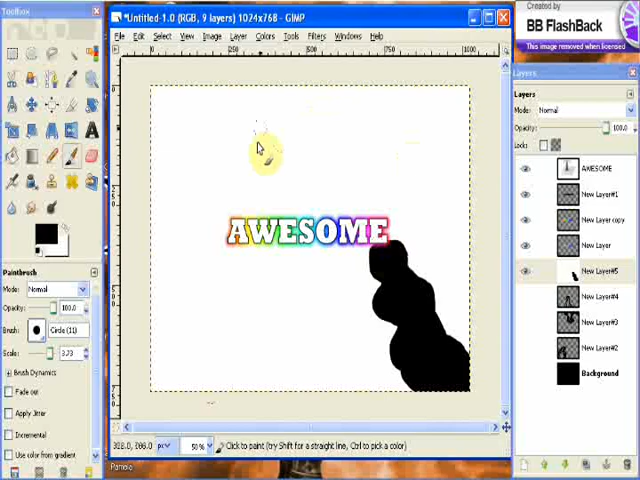 Toolbox
*Untitled-1.0 (RGB, 9 layers) 1024x768 - GIMP
File Edit Select View Image Layer Colors Tools Filters Windows Help
0 250 500 750 1000
AWESOME
Paintbrush
Mode: Normal
Opacity: 100.0
Brush: Circle (11)
Scale: 3.73
Brush Dynamics
Fade out
Apply Jitter
Incremental
Use color from gradient
px 50% Click to paint (try Shift for a straight line, Ctrl to pick a color)
Created by
BB FlashBack
This image removed when licensed
Layers
Layers
Mode: Normal
Opacity: 100.0
Lock:
AWESOME
New Layer#1
New Layer copy
New Layer
New Layer#5
New Layer#4
New Layer#3
New Layer#2
Background